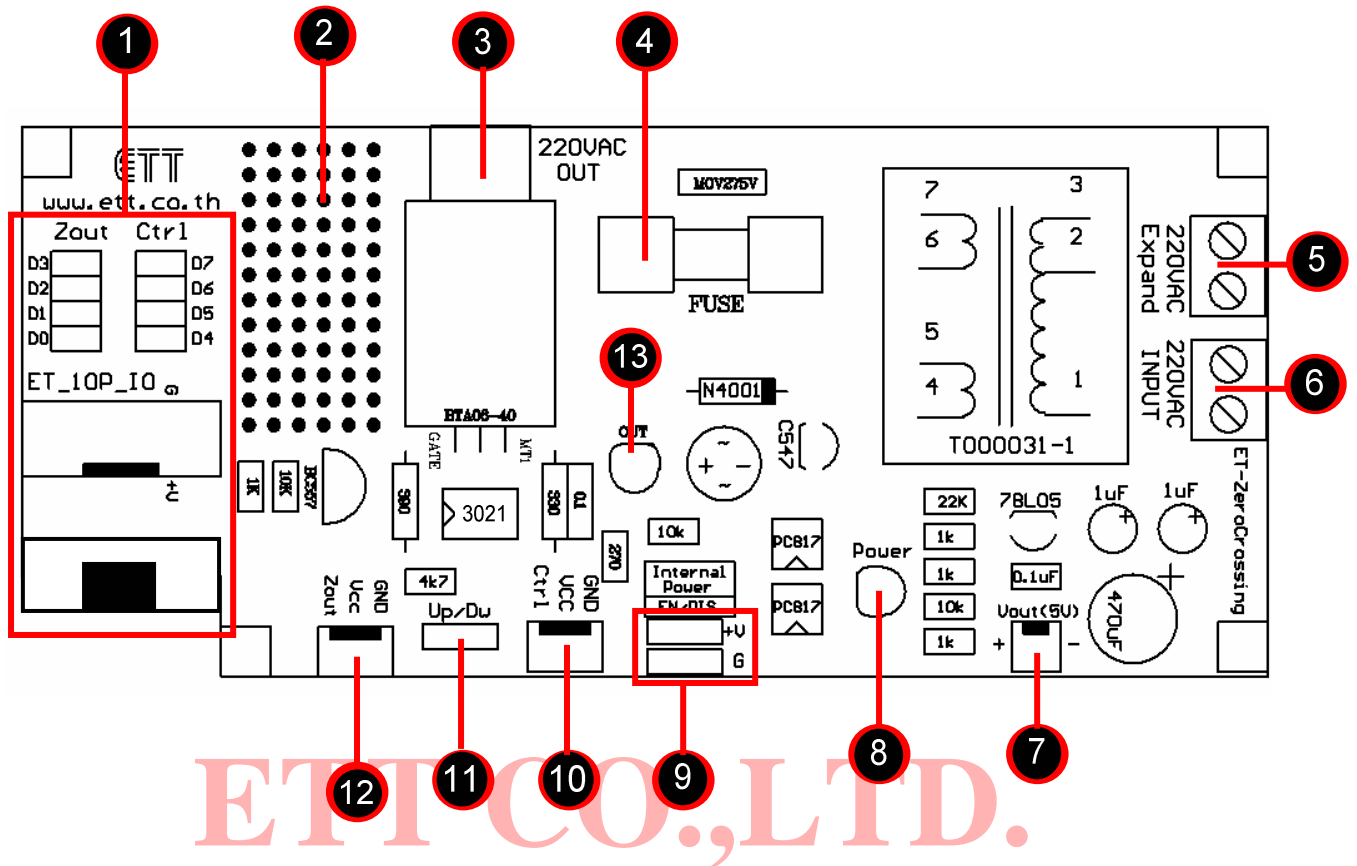 1
2
3
4
220VAC
OUT
MOV275V
ETT
www.ett.co.th
Zout Ctrl
D3 D7
D2 D6
D1 D5
D0 D4
ET_10P_IO G
+V
FUSE
7 3
6 2
5
4 1
T000031-1
220VAC
Expand
5
220VAC
INPUT
6
13
BTA06-40
GATE
MT1
OUT
N4001
~
+ -
~
C547
ET-ZeroCrossing
1K
10K
BC557
390
3021
330
0.1
270
10k
PC817
PC817
Power
22K
1k
1k
10k
1k
78L05
1uF
1uF
+
+
0.1uF
470uF
+
Vout(5V)
+ -
4k7
Zout
Vcc
GND
Up/Dw
Ctrl
VCC
GND
Internal
Power
EN/DIS
+V
G
12
11
10
9
8
7
ETT CO.,LTD.